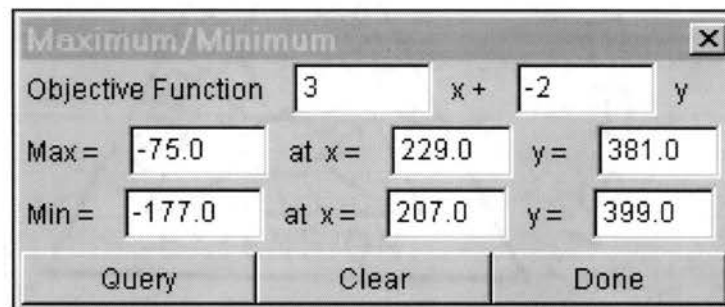 Maximum/Minimum
Objective Function 3 x + -2 y
Max = -75.0 at x = 229.0 y = 381.0
Min = -177.0 at x = 207.0 y = 399.0
Query Clear Done